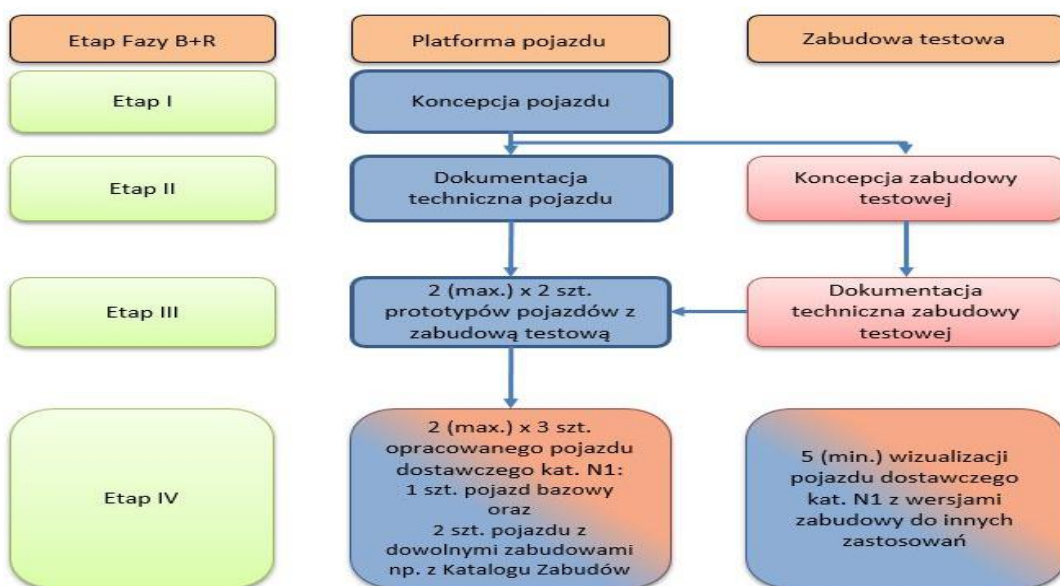 Etap Fazy B+R
Platforma pojazdu
Zabudowa testowa
Etap I
Koncepcja pojazdu
Etap II
Dokumentacja
techniczna pojazdu
Koncepcja zabudowy
testowej
Etap III
2 (max.) x 2 szt.
prototypów pojazdów z
zabudową testową
Dokumentacja
techniczna zabudowy
testowej
Etap IV
2 (max.) x 3 szt.
opracowanego pojazdu
dostawczego kat. N1:
1 szt. pojazd bazowy
oraz
2 szt. pojazdu z
dowolnymi zabudowami
np. z Katalogu Zabudów
5 (min.) wizualizacji
pojazdu dostawczego
kat. N1 z wersjami
zabudowy do innych
zastosowań